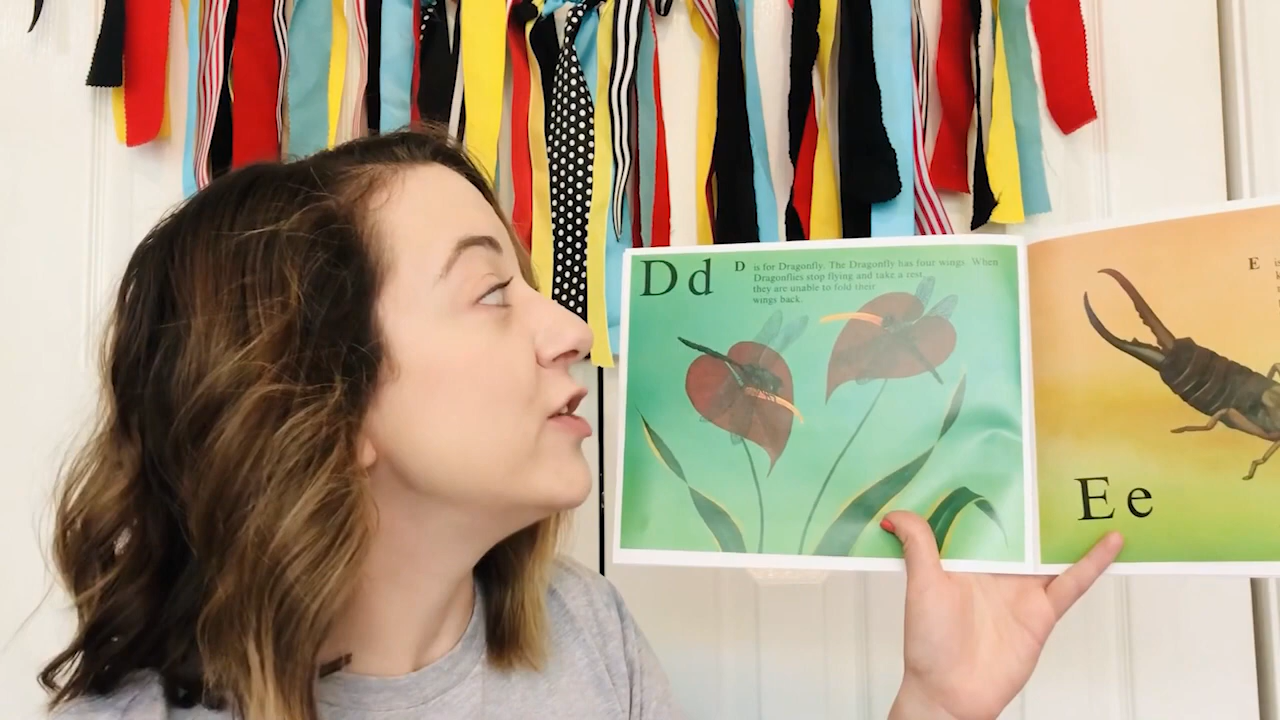 Dd
D is for Dragonfly. The Dragonfly has four wings. When
Dragonflies stop flying and take a rest,
they are unable to fold their
wings back.
E
Ee